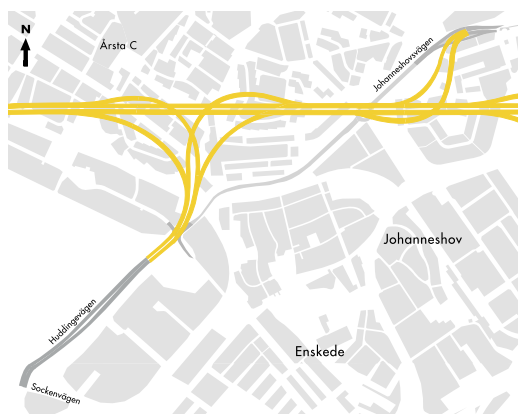 N
Årsta C
Johanneshovsvägen
Johanneshov
Huddingevägen
Enskede
Sockenvägen